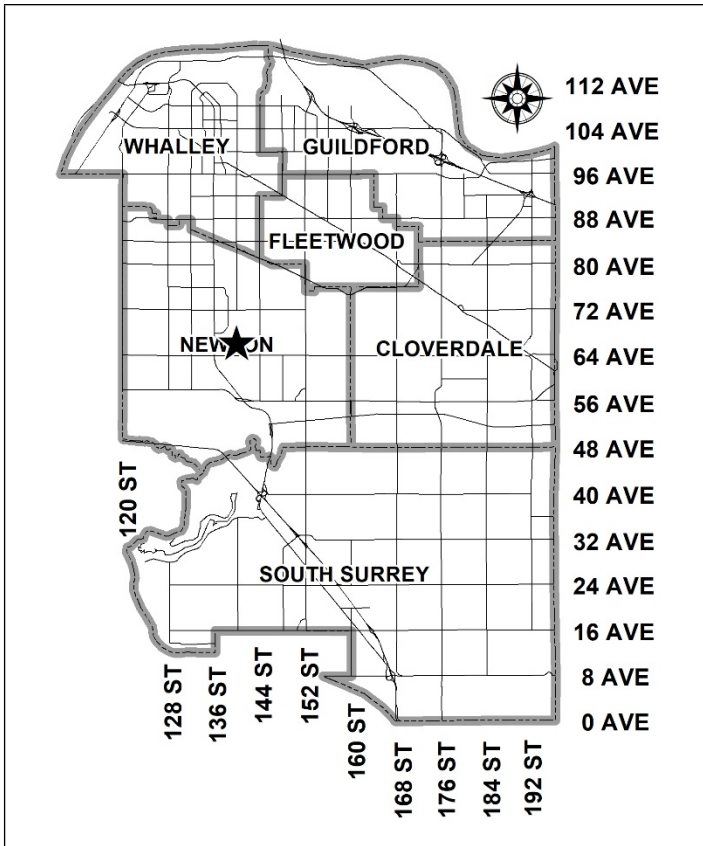 112 AVE
104 AVE
WHALLEY
GUILDFORD
96 AVE
88 AVE
FLEETWOOD
80 AVE
72 AVE
NEW ON
CLOVERDALE
64 AVE
56 AVE
48 AVE
120 ST
40 AVE
32 AVE
SOUTH SURREY
24 AVE
16 AVE
8 AVE
128 ST
136 ST
144 ST
152 ST
160 ST
0 AVE
168 ST
176 ST
184 ST
192 ST